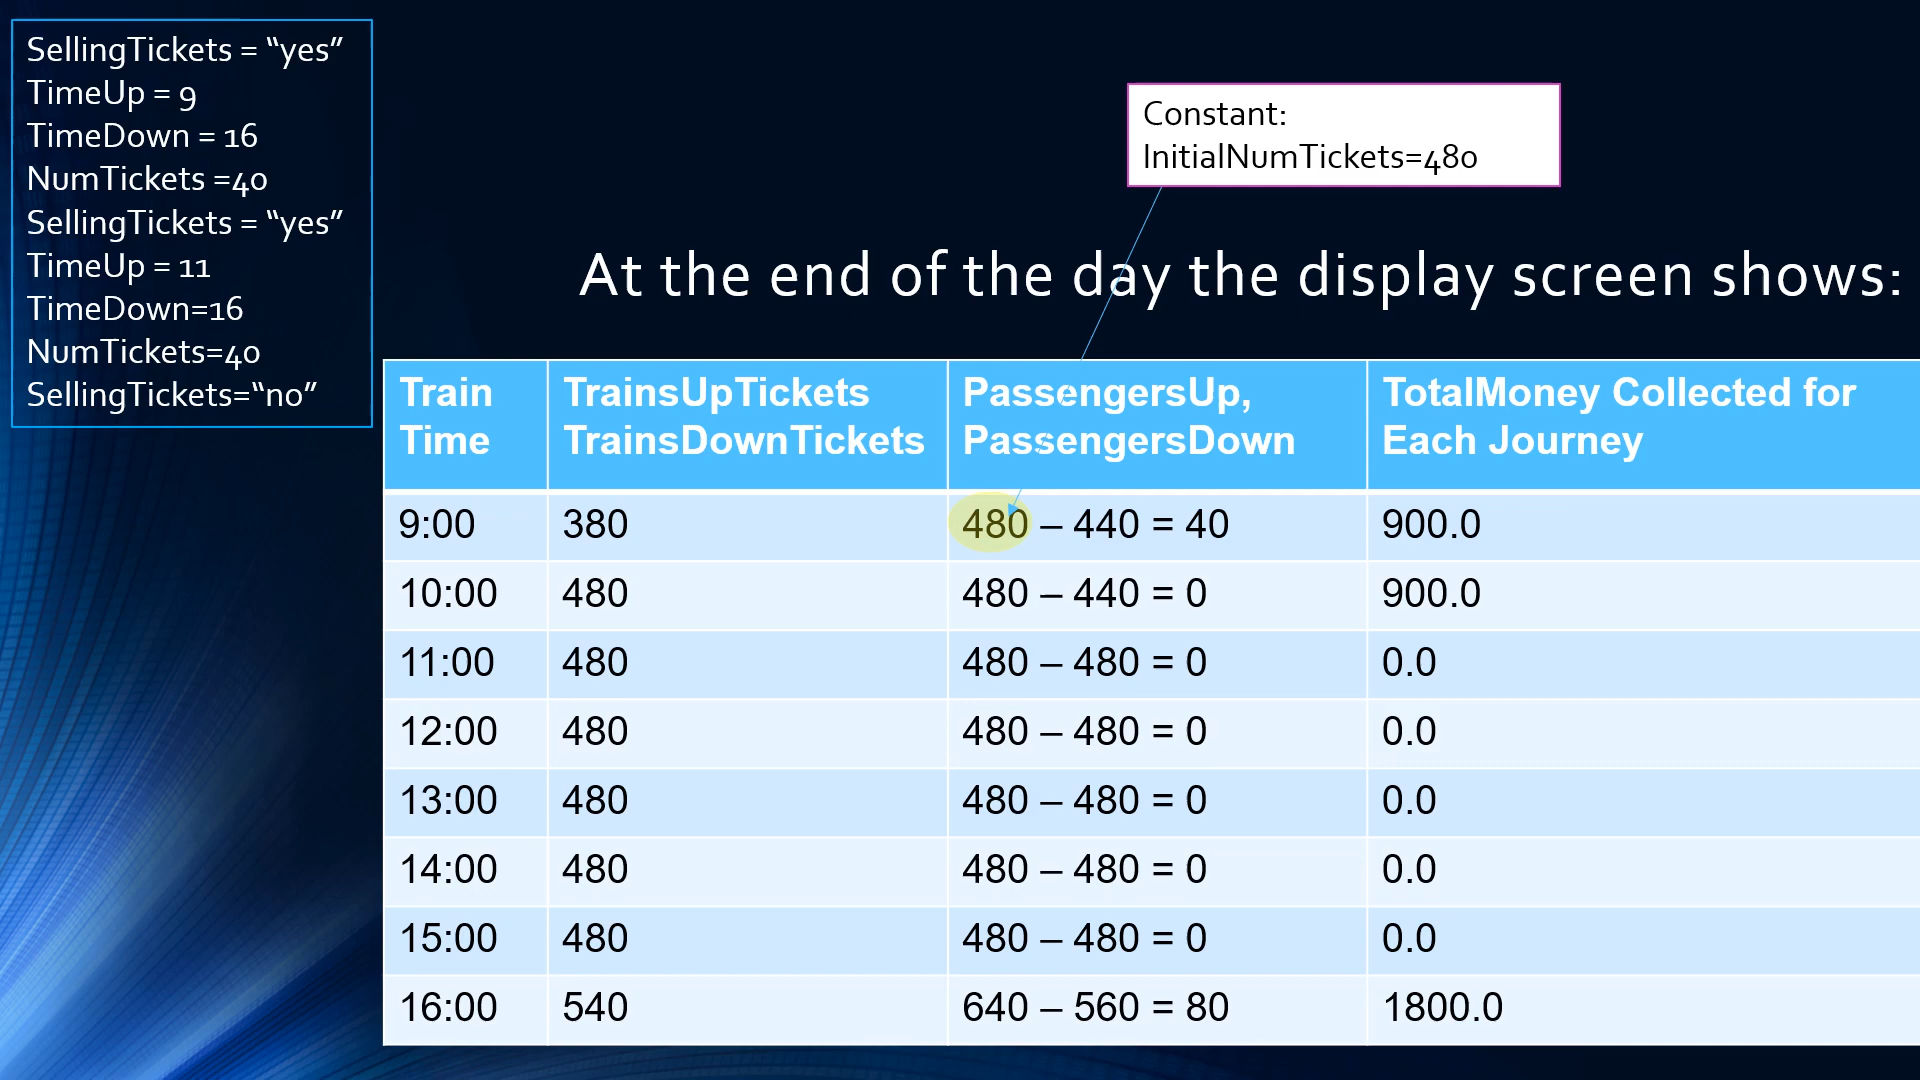 SellingTickets = “yes”
TimeUp = 9
TimeDown = 16
NumTickets =40
SellingTickets = “yes”
TimeUp = 11
TimeDown=16
NumTickets=40
SellingTickets=“no”
Constant:
InitialNumTickets=480
At the end of the day the display screen shows:
Train Time | TrainsUpTickets TrainsDownTickets | PassengersUp, PassengersDown | TotalMoney Collected for Each Journey
9:00 380 480 – 440 = 40 900.0
10:00 480 480 – 440 = 0 900.0
11:00 480 480 – 480 = 0 0.0
12:00 480 480 – 480 = 0 0.0
13:00 480 480 – 480 = 0 0.0
14:00 480 480 – 480 = 0 0.0
15:00 480 480 – 480 = 0 0.0
16:00 540 640 – 560 = 80 1800.0